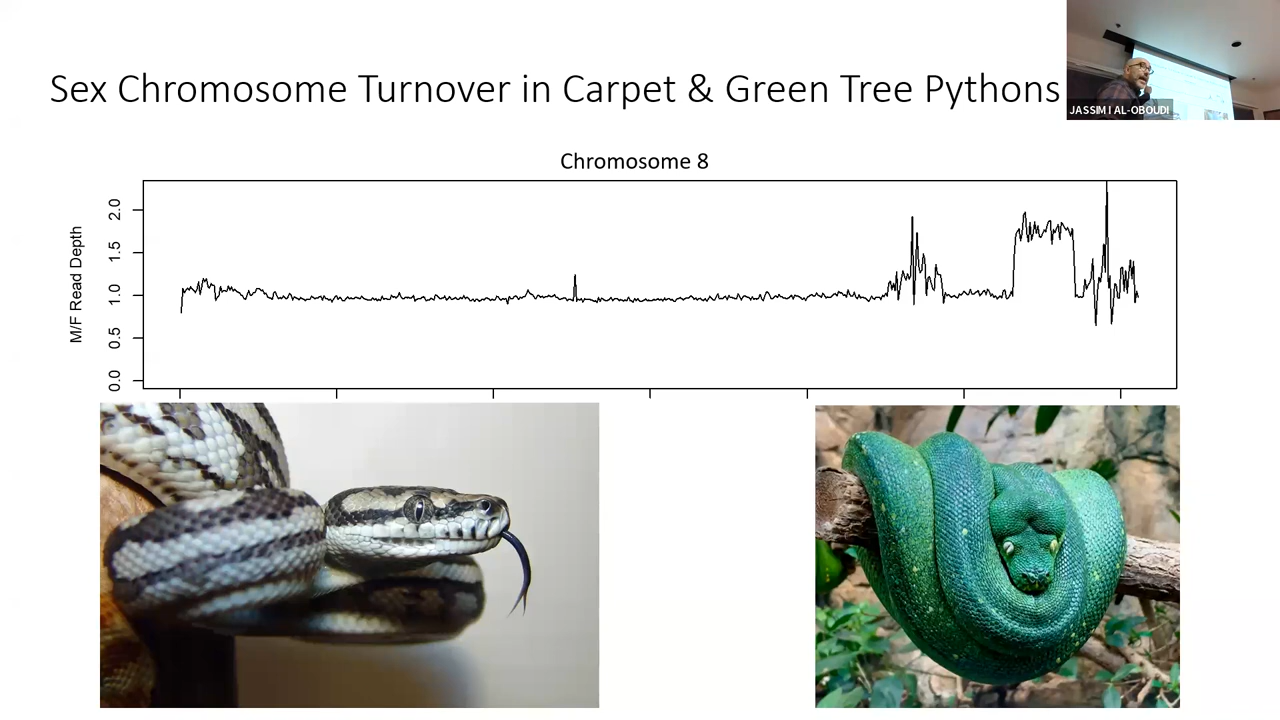 Sex Chromosome Turnover in Carpet & Green Tree Pythons
JASSIM I AL-OBOUDI
Chromosome 8
M/F Read Depth
2.0
1.5
1.0
0.5
0.0